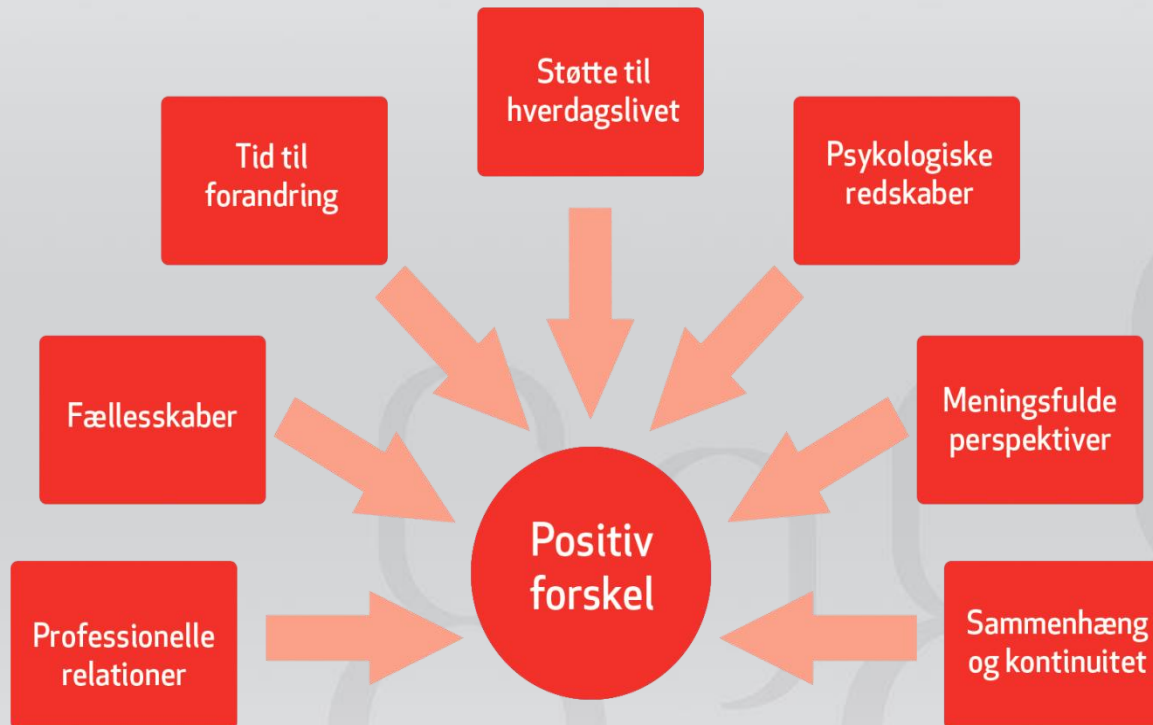 Støtte til
hverdagslivet
Tid til
forandring
Psykologiske
redskaber
Fællesskaber
Meningsfulde
perspektiver
Positiv
forskel
Professionelle
relationer
Sammenhæng
og kontinuitet